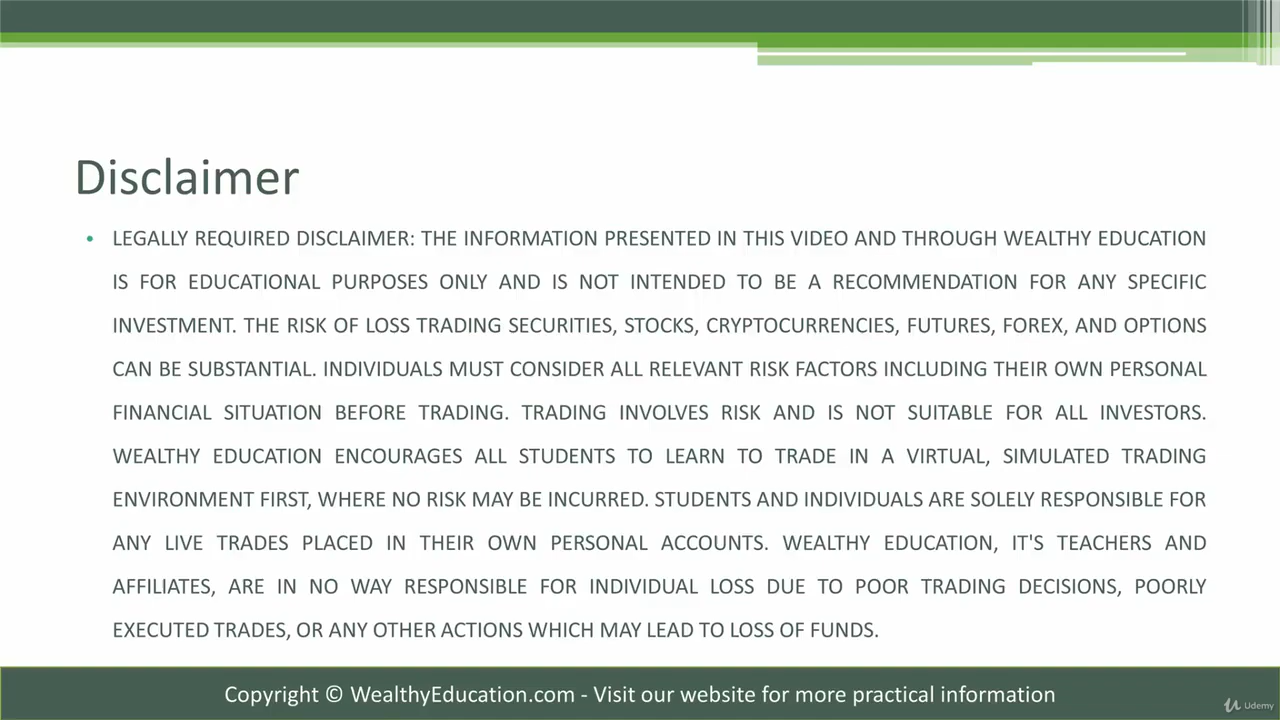 Disclaimer
• LEGALLY REQUIRED DISCLAIMER: THE INFORMATION PRESENTED IN THIS VIDEO AND THROUGH WEALTHY EDUCATION
IS FOR EDUCATIONAL PURPOSES ONLY AND IS NOT INTENDED TO BE A RECOMMENDATION FOR ANY SPECIFIC
INVESTMENT. THE RISK OF LOSS TRADING SECURITIES, STOCKS, CRYPTOCURRENCIES, FUTURES, FOREX, AND OPTIONS
CAN BE SUBSTANTIAL. INDIVIDUALS MUST CONSIDER ALL RELEVANT RISK FACTORS INCLUDING THEIR OWN PERSONAL
FINANCIAL SITUATION BEFORE TRADING. TRADING INVOLVES RISK AND IS NOT SUITABLE FOR ALL INVESTORS.
WEALTHY EDUCATION ENCOURAGES ALL STUDENTS TO LEARN TO TRADE IN A VIRTUAL, SIMULATED TRADING
ENVIRONMENT FIRST, WHERE NO RISK MAY BE INCURRED. STUDENTS AND INDIVIDUALS ARE SOLELY RESPONSIBLE FOR
ANY LIVE TRADES PLACED IN THEIR OWN PERSONAL ACCOUNTS. WEALTHY EDUCATION, IT'S TEACHERS AND
AFFILIATES, ARE IN NO WAY RESPONSIBLE FOR INDIVIDUAL LOSS DUE TO POOR TRADING DECISIONS, POORLY
EXECUTED TRADES, OR ANY OTHER ACTIONS WHICH MAY LEAD TO LOSS OF FUNDS.
Copyright © WealthyEducation.com - Visit our website for more practical information
Udemy